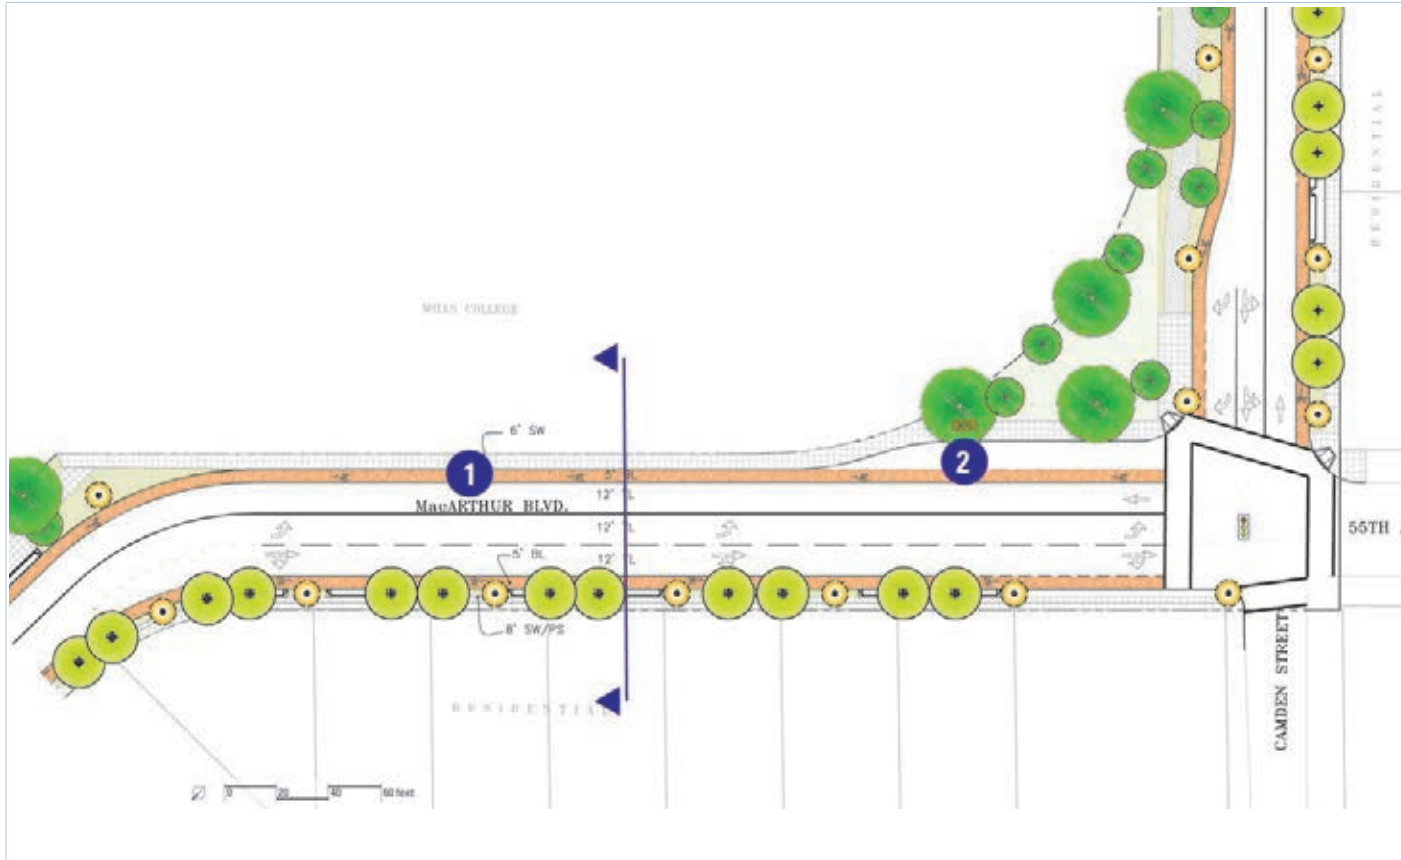 RESIDENTIAL
MILLS COLLEGE
6' SW
1
2
5' BL
12' TL
MacARTHUR BLVD.
12' TL
55TH
5' BL
12' TL
8' SW/PS
CAMDEN STREET
RESIDENTIAL
0 20 40 60 feet